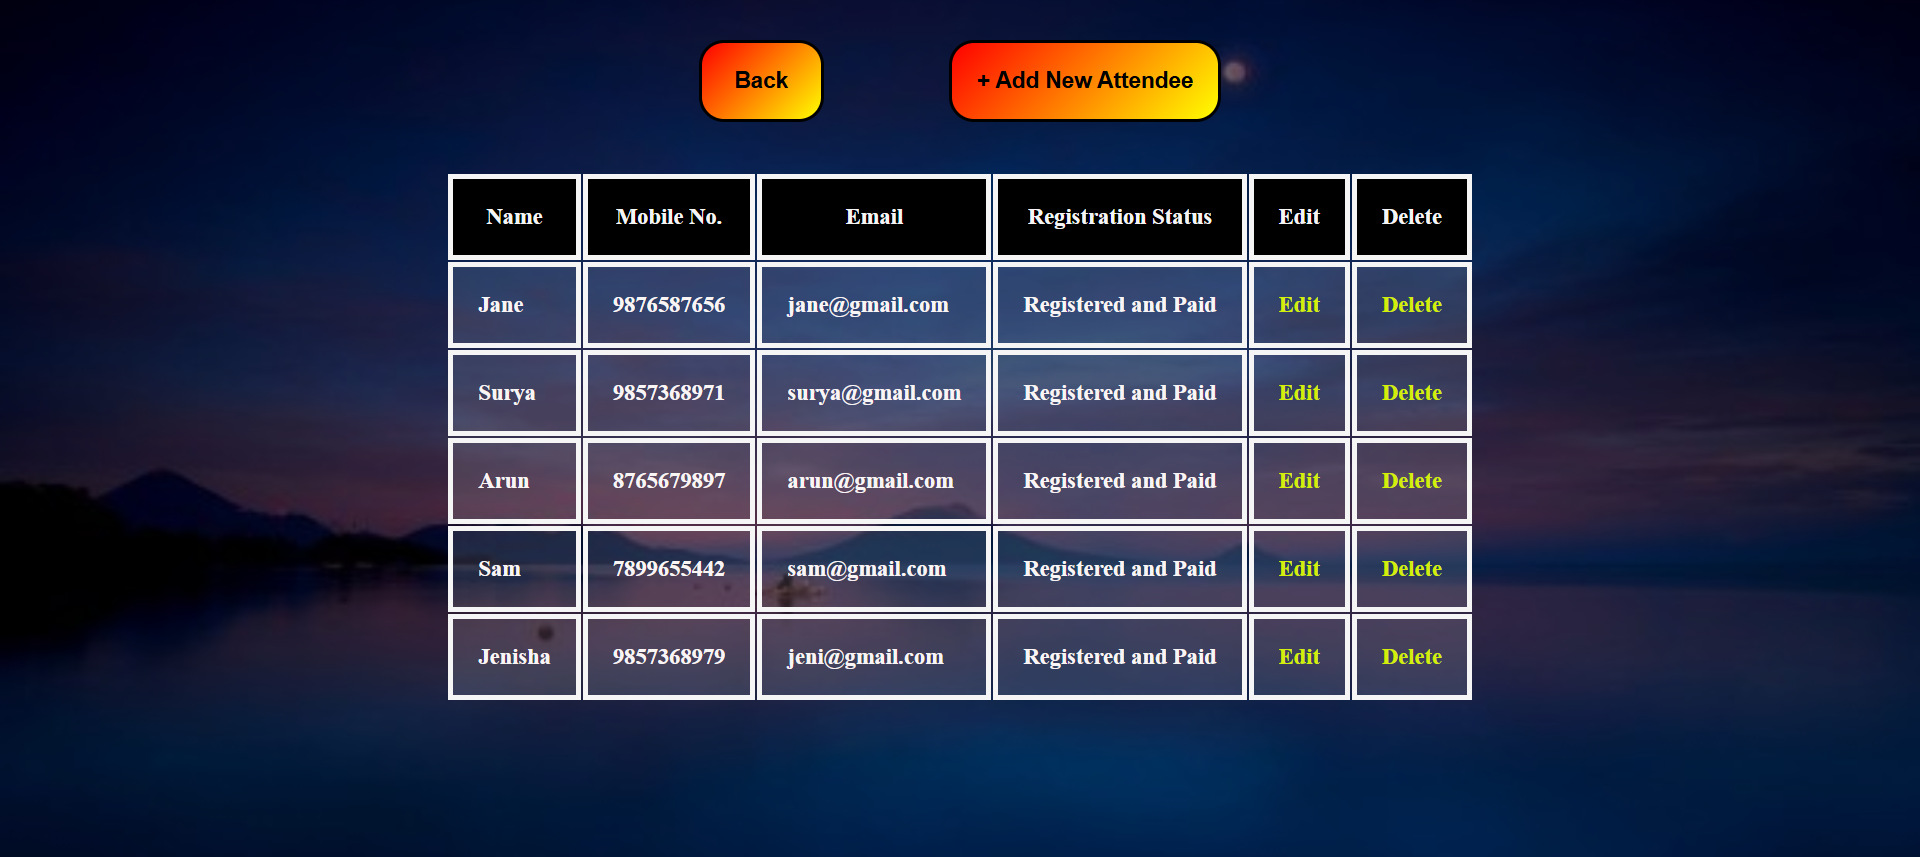 Back + Add New Attendee
Name Mobile No. Email Registration Status Edit Delete
Jane 9876587656 jane@gmail.com Registered and Paid Edit Delete
Surya 9857368971 surya@gmail.com Registered and Paid Edit Delete
Arun 8765679897 arun@gmail.com Registered and Paid Edit Delete
Sam 7899655442 sam@gmail.com Registered and Paid Edit Delete
Jenisha 9857368979 jeni@gmail.com Registered and Paid Edit Delete